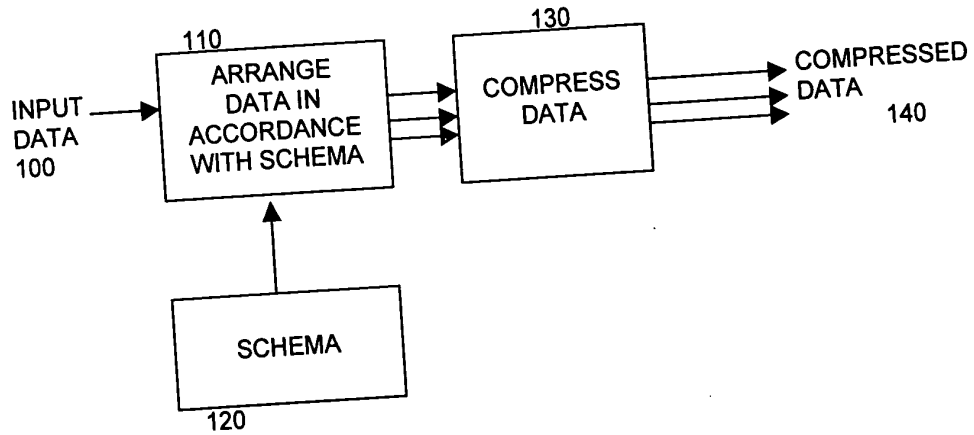 110
ARRANGE
DATA IN
ACCORDANCE
WITH SCHEMA
INPUT
DATA
100
130
COMPRESS
DATA
COMPRESSED
DATA
140
SCHEMA
120